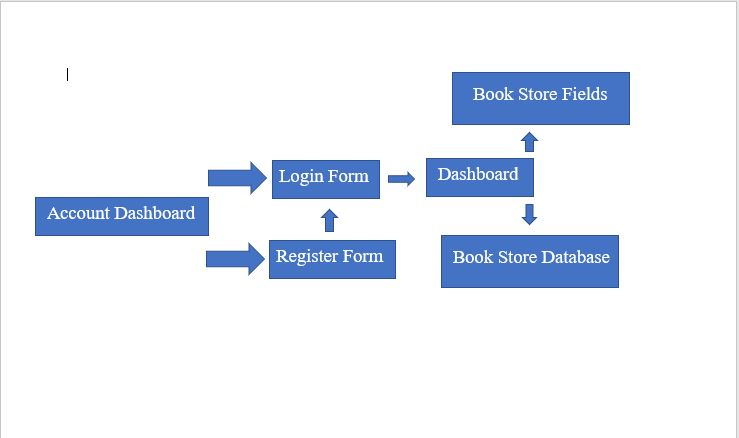 Book Store Fields
Login Form
Dashboard
Account Dashboard
Register Form
Book Store Database